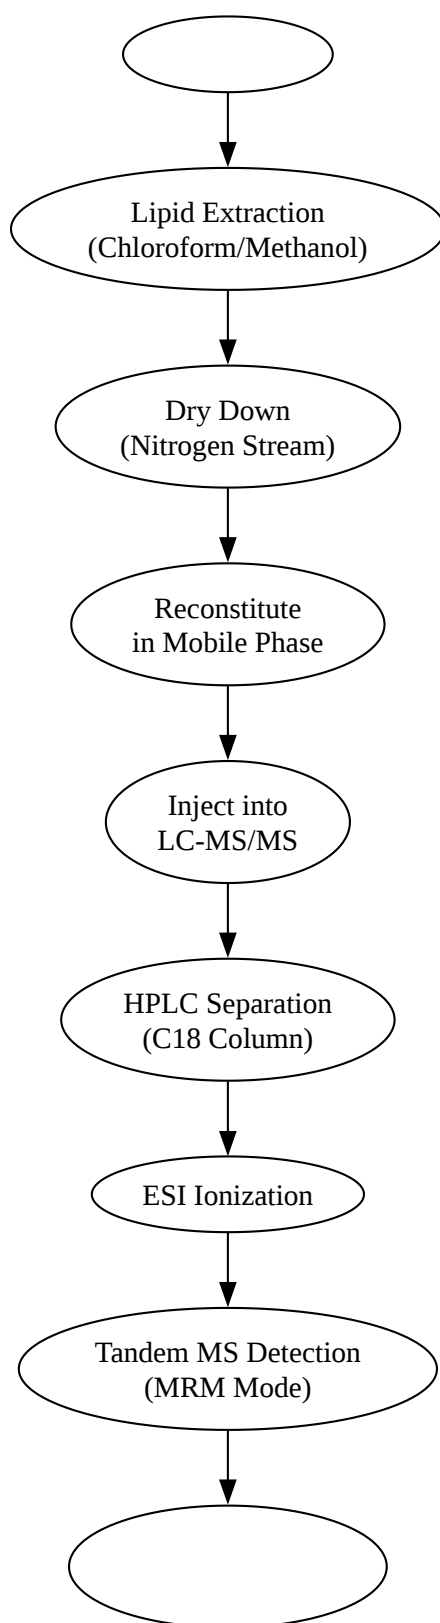 Lipid Extraction
(Chloroform/Methanol)
Dry Down
(Nitrogen Stream)
Reconstitute
in Mobile Phase
Inject into
LC-MS/MS
HPLC Separation
(C18 Column)
ESI Ionization
Tandem MS Detection
(MRM Mode)